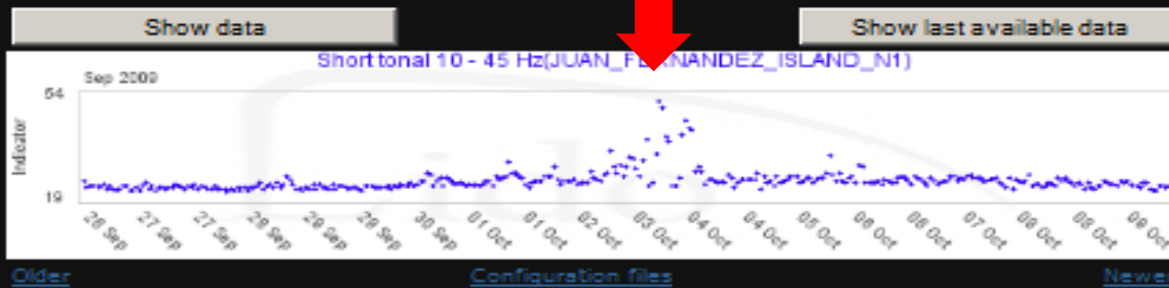 Show data
Show last available data
Short tonal 10 - 45 Hz(JUAN_FERNANDEZ_ISLAND_N1)
Sep 2009
54
Indicator
19
26 Sep
27 Sep
27 Sep
28 Sep
29 Sep
29 Sep
30 Sep
01 Oct
01 Oct
02 Oct
03 Oct
04 Oct
04 Oct
05 Oct
06 Oct
06 Oct
07 Oct
08 Oct
08 Oct
09 Oct
Older
Configuration files
Newer
lido